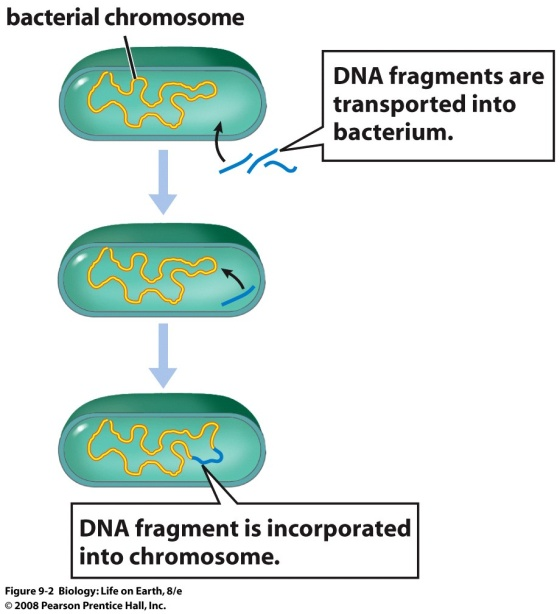 bacterial chromosome
DNA fragments are
transported into
bacterium.
DNA fragment is incorporated
into chromosome.
Figure 9-2 Biology: Life on Earth, 8/e
© 2008 Pearson Prentice Hall, Inc.